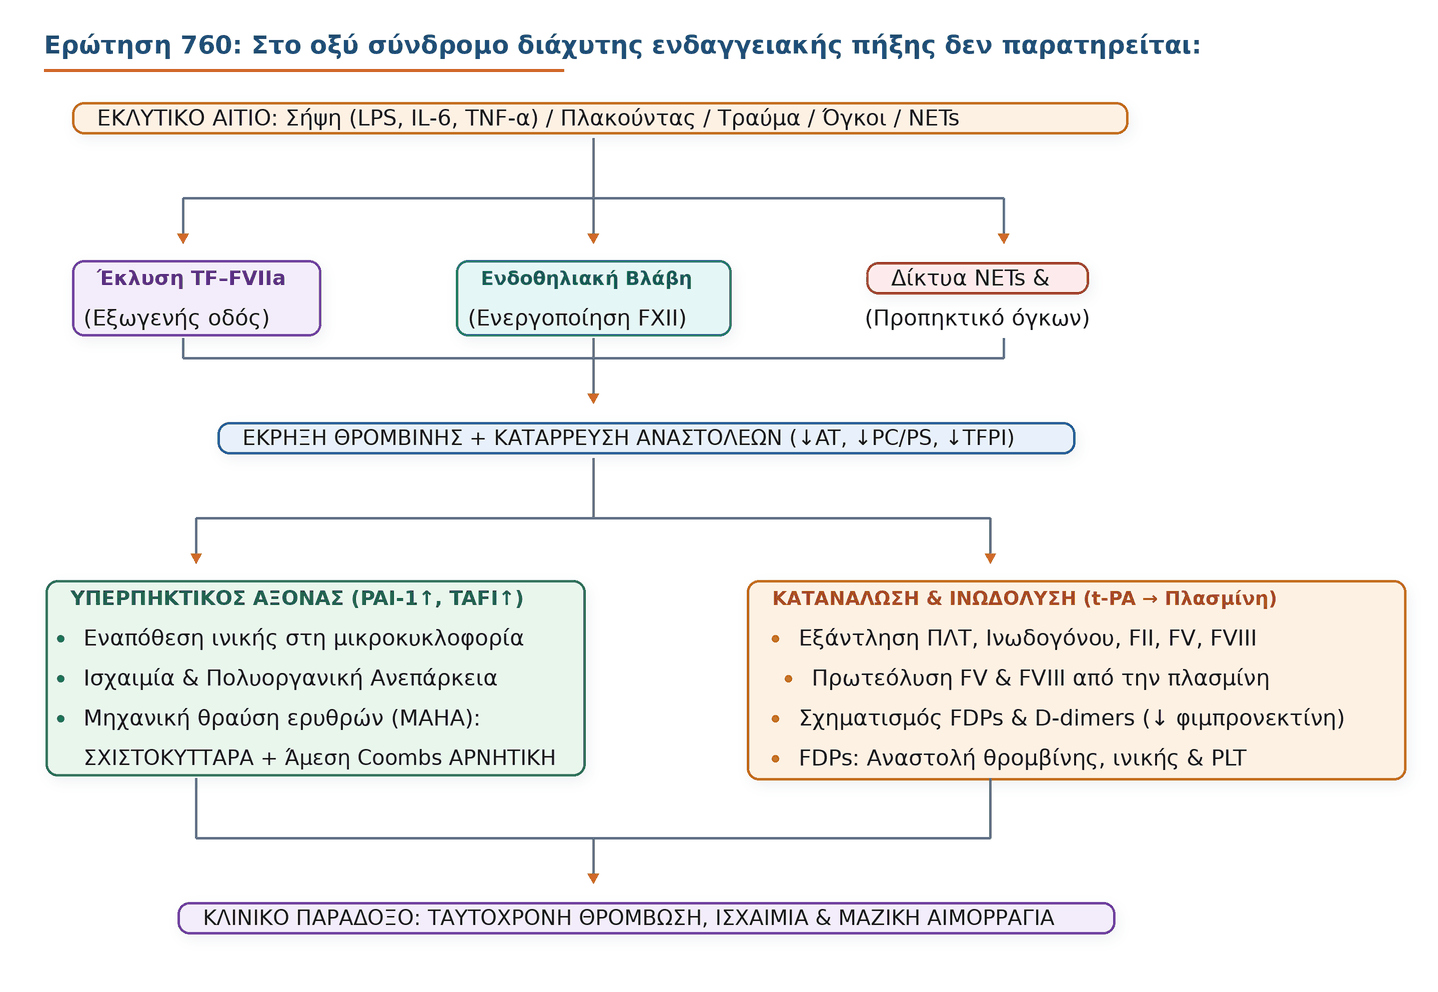 Ερώτηση 760: Στο οξύ σύνδρομο διάχυτης ενδαγγειακής πήξης δεν παρατηρείται:
ΕΚΛΥΤΙΚΟ ΑΙΤΙΟ: Σήψη (LPS, IL-6, TNF-α) / Πλακούντας / Τραύμα / Όγκοι / NETs
Έκλυση TF–FVIIa
(Εξωγενής οδός)
Ενδοθηλιακή Βλάβη
(Ενεργοποίηση FXII)
Δίκτυα NETs &
(Προπηκτικό όγκων)
ΕΚΡΗΞΗ ΘΡΟΜΒΙΝΗΣ + ΚΑΤΑΡΡΕΥΣΗ ΑΝΑΣΤΟΛΕΩΝ (↓AT, ↓PC/PS, ↓TFPI)
ΥΠΕΡΠΗΚΤΙΚΟΣ ΑΞΟΝΑΣ (PAI-1↑, TAFI↑)
• Εναπόθεση ινικής στη μικροκυκλοφορία
• Ισχαιμία & Πολυοργανική Ανεπάρκεια
• Μηχανική θραύση ερυθρών (MAHA):
ΣΧΙΣΤΟΚΥΤΤΑΡΑ + Άμεση Coombs ΑΡΝΗΤΙΚΗ
ΚΑΤΑΝΑΛΩΣΗ & ΙΝΩΔΟΛΥΣΗ (t-PA → Πλασμίνη)
• Εξάντληση ΠΛΤ, Ινωδογόνου, FII, FV, FVIII
• Πρωτεόλυση FV & FVIII από την πλασμίνη
• Σχηματισμός FDPs & D-dimers (↓ φιμπρονεκτίνη)
• FDPs: Αναστολή θρομβίνης, ινικής & PLT
ΚΛΙΝΙΚΟ ΠΑΡΑΔΟΞΟ: ΤΑΥΤΟΧΡΟΝΗ ΘΡΟΜΒΩΣΗ, ΙΣΧΑΙΜΙΑ & ΜΑΖΙΚΗ ΑΙΜΟΡΡΑΓΙΑ